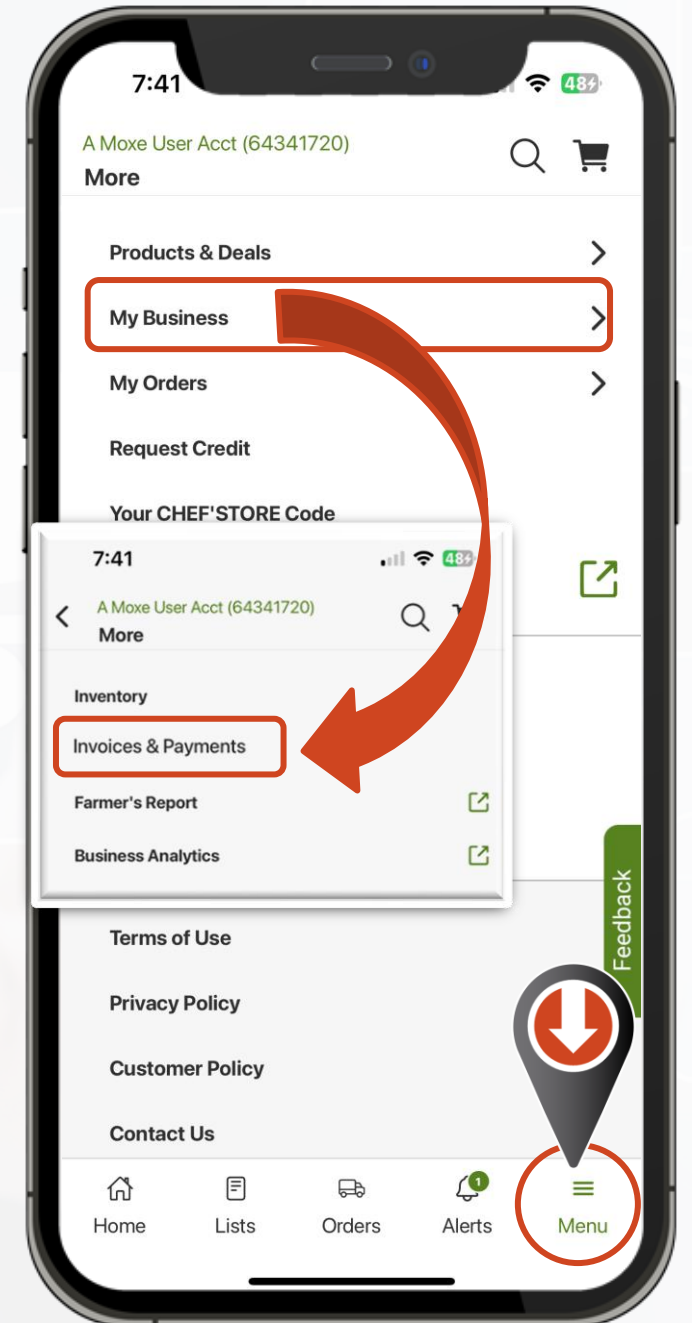 7:41
48
A Moxe User Acct (64341720)
More
Products & Deals
My Business
My Orders
Request Credit
Your CHEF'STORE Code
7:41
48
A Moxe User Acct (64341720)
More
Inventory
Invoices & Payments
Farmer's Report
Business Analytics
Feedback
Terms of Use
Privacy Policy
Customer Policy
Contact Us
1
Home Lists Orders Alerts Menu